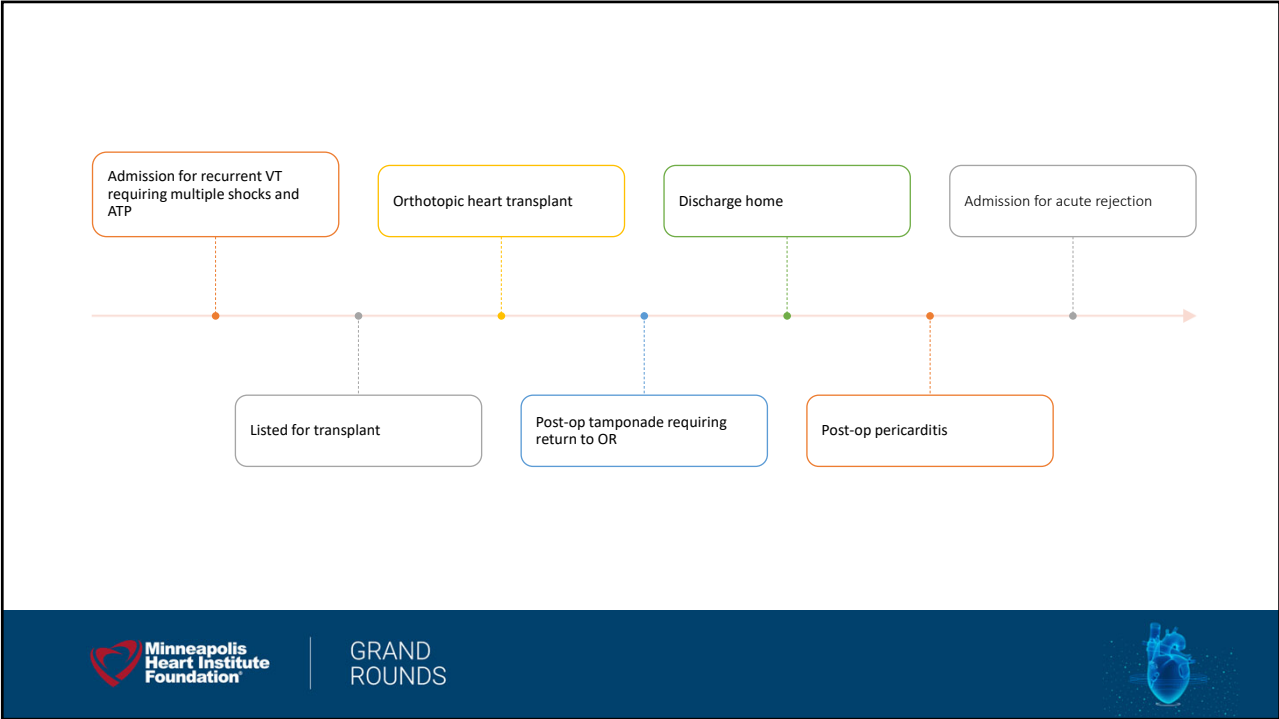 Admission for recurrent VT
requiring multiple shocks and
ATP
Orthotopic heart transplant
Discharge home
Admission for acute rejection
Listed for transplant
Post-op tamponade requiring
return to OR
Post-op pericarditis
Minneapolis
Heart Institute
Foundation®
GRAND
ROUNDS